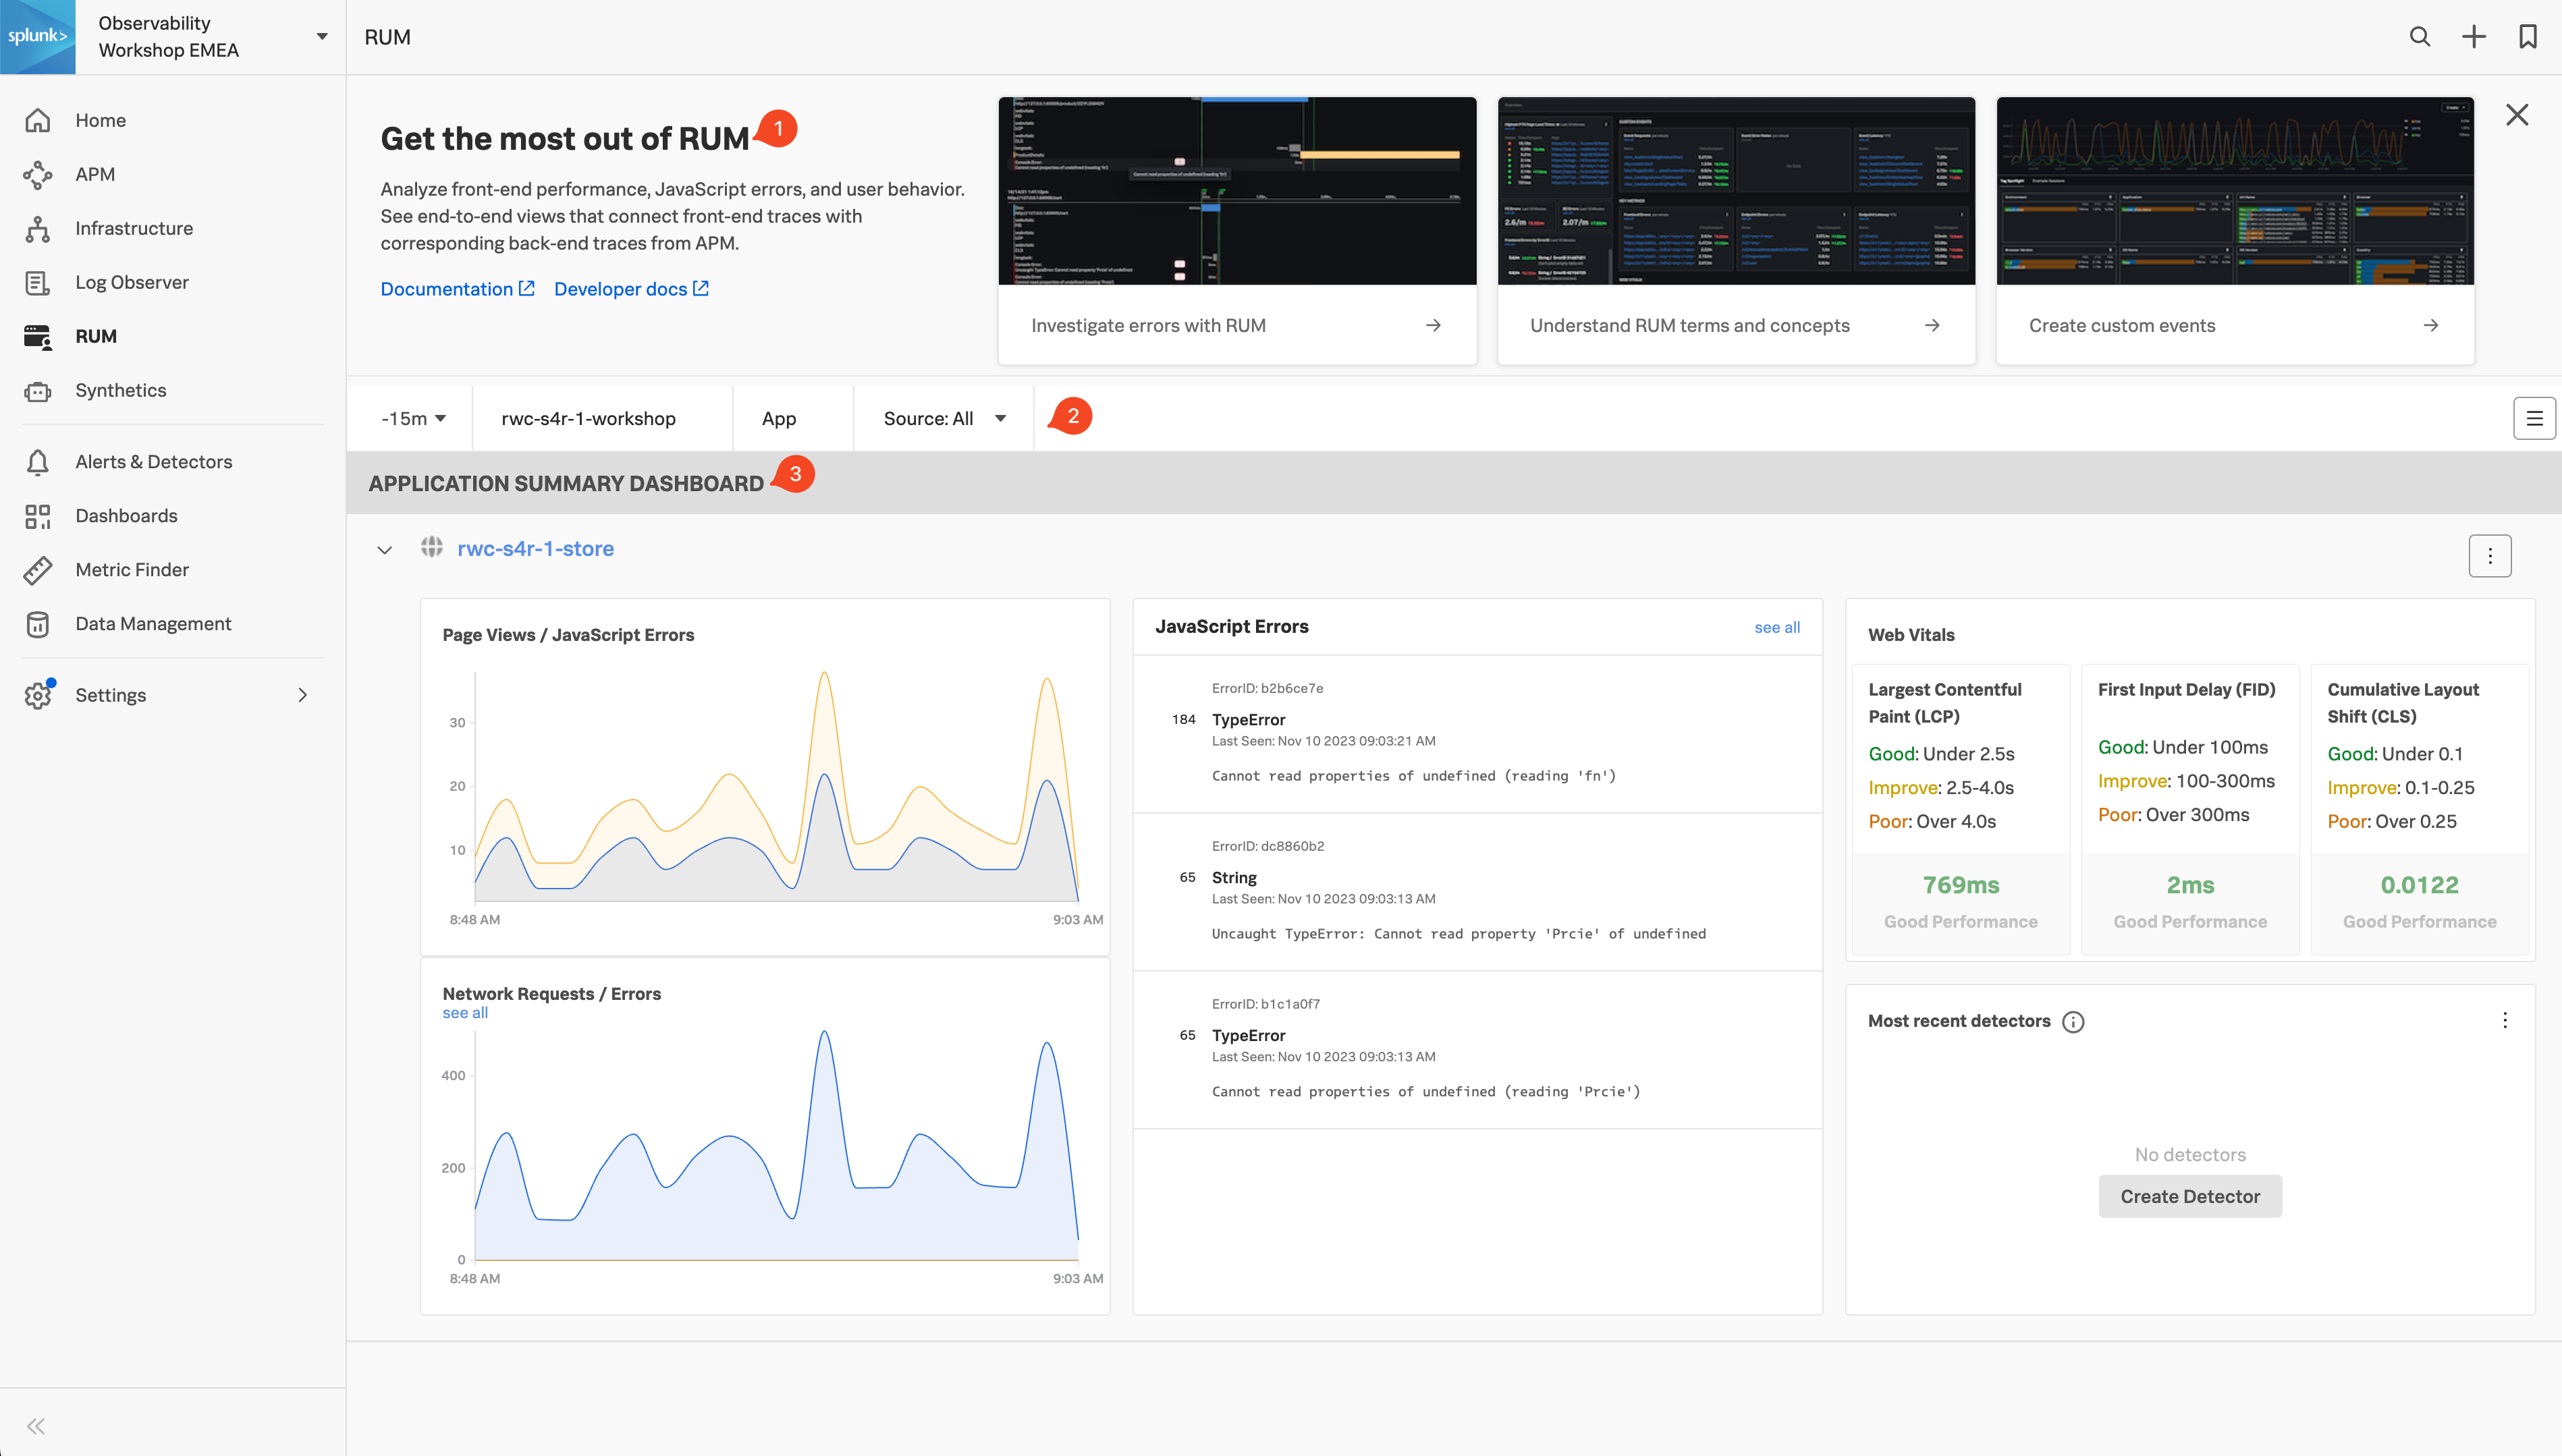 splunk>
Observability
Workshop EMEA
RUM
Home
APM
Infrastructure
Log Observer
RUM
Synthetics
Alerts & Detectors
Dashboards
Metric Finder
Data Management
Settings
Get the most out of RUM
1
Analyze front-end performance, JavaScript errors, and user behavior.
See end-to-end views that connect front-end traces with
corresponding back-end traces from APM.
Documentation
Developer docs
Investigate errors with RUM
Understand RUM terms and concepts
Create custom events
-15m
rwc-s4r-1-workshop
App
Source: All
2
APPLICATION SUMMARY DASHBOARD
3
rwc-s4r-1-store
Page Views / JavaScript Errors
30
20
10
8:48 AM
9:03 AM
Network Requests / Errors
see all
400
200
0
8:48 AM
9:03 AM
JavaScript Errors
see all
ErrorID: b2b6ce7e
184 TypeError
Last Seen: Nov 10 2023 09:03:21 AM
Cannot read properties of undefined (reading 'fn')
ErrorID: dc8860b2
65 String
Last Seen: Nov 10 2023 09:03:13 AM
Uncaught TypeError: Cannot read property 'Prcie' of undefined
ErrorID: b1c1a0f7
65 TypeError
Last Seen: Nov 10 2023 09:03:13 AM
Cannot read properties of undefined (reading 'Prcie')
Web Vitals
Largest Contentful
Paint (LCP)
Good: Under 2.5s
Improve: 2.5-4.0s
Poor: Over 4.0s
769ms
Good Performance
First Input Delay (FID)
Good: Under 100ms
Improve: 100-300ms
Poor: Over 300ms
2ms
Good Performance
Cumulative Layout
Shift (CLS)
Good: Under 0.1
Improve: 0.1-0.25
Poor: Over 0.25
0.0122
Good Performance
Most recent detectors
No detectors
Create Detector